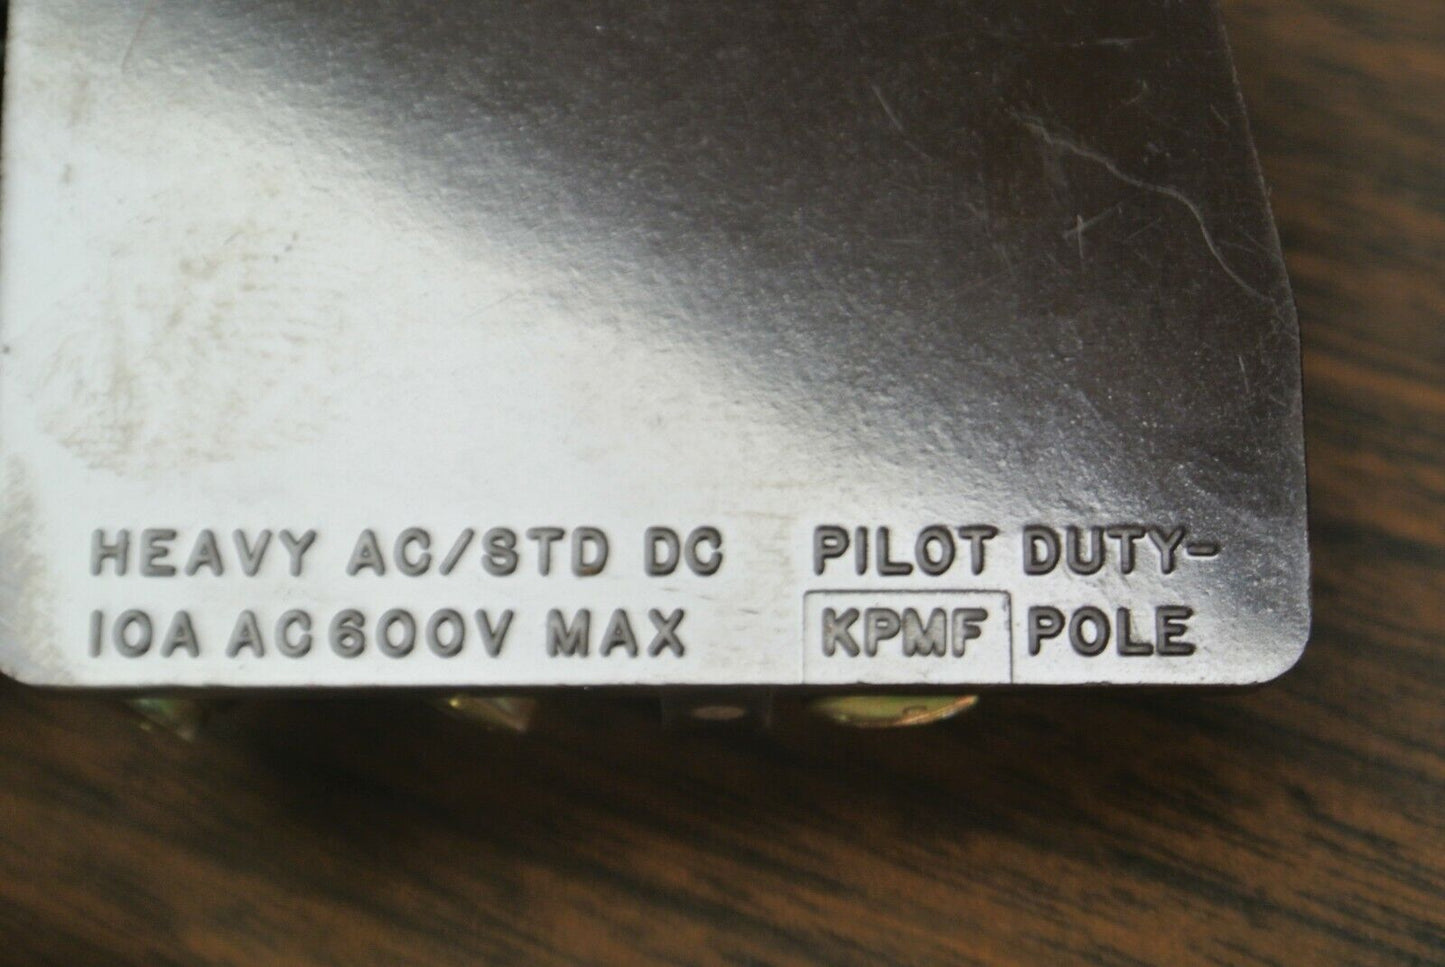 HEAVY AC/STD DC PILOT DUTY-
10A AC600V MAX KPMF POLE